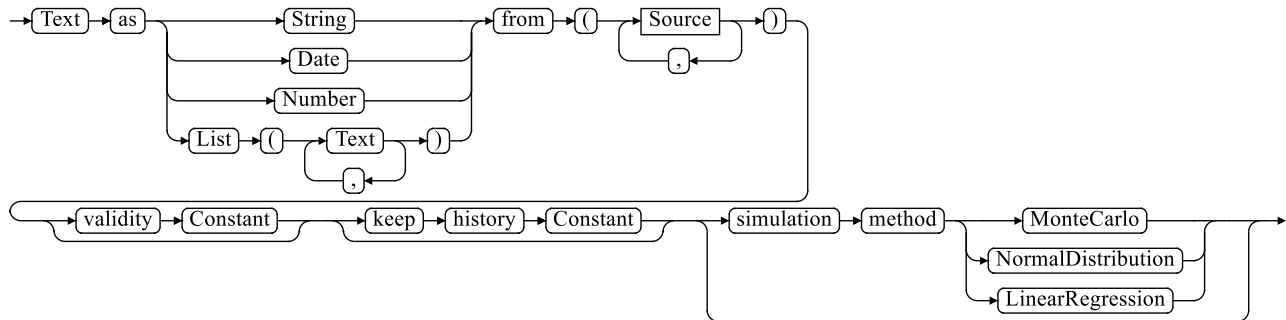 Text as String from ( Source )
Date ,
Number
List ( Text )
,
validity Constant keep history Constant simulation method MonteCarlo
NormalDistribution
LinearRegression